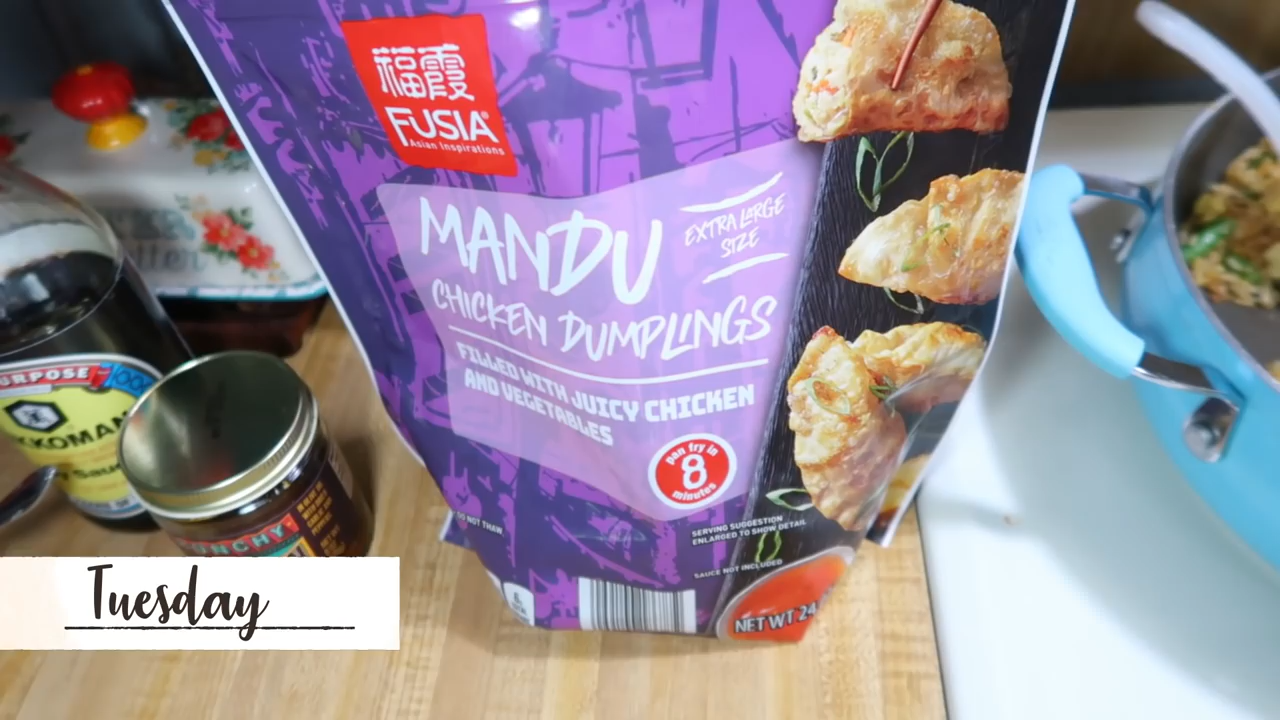 福霞
FUSIA®
Asian Inspirations
MANDU
EXTRA LARGE
SIZE
CHICKEN DUMPLINGS
FILLED WITH JUICY CHICKEN
AND VEGETABLES
pan fry in
8
minutes
DO NOT THAW
SERVING SUGGESTION
ENLARGED TO SHOW DETAIL
SAUCE NOT INCLUDED
NET WT 24
Tuesday